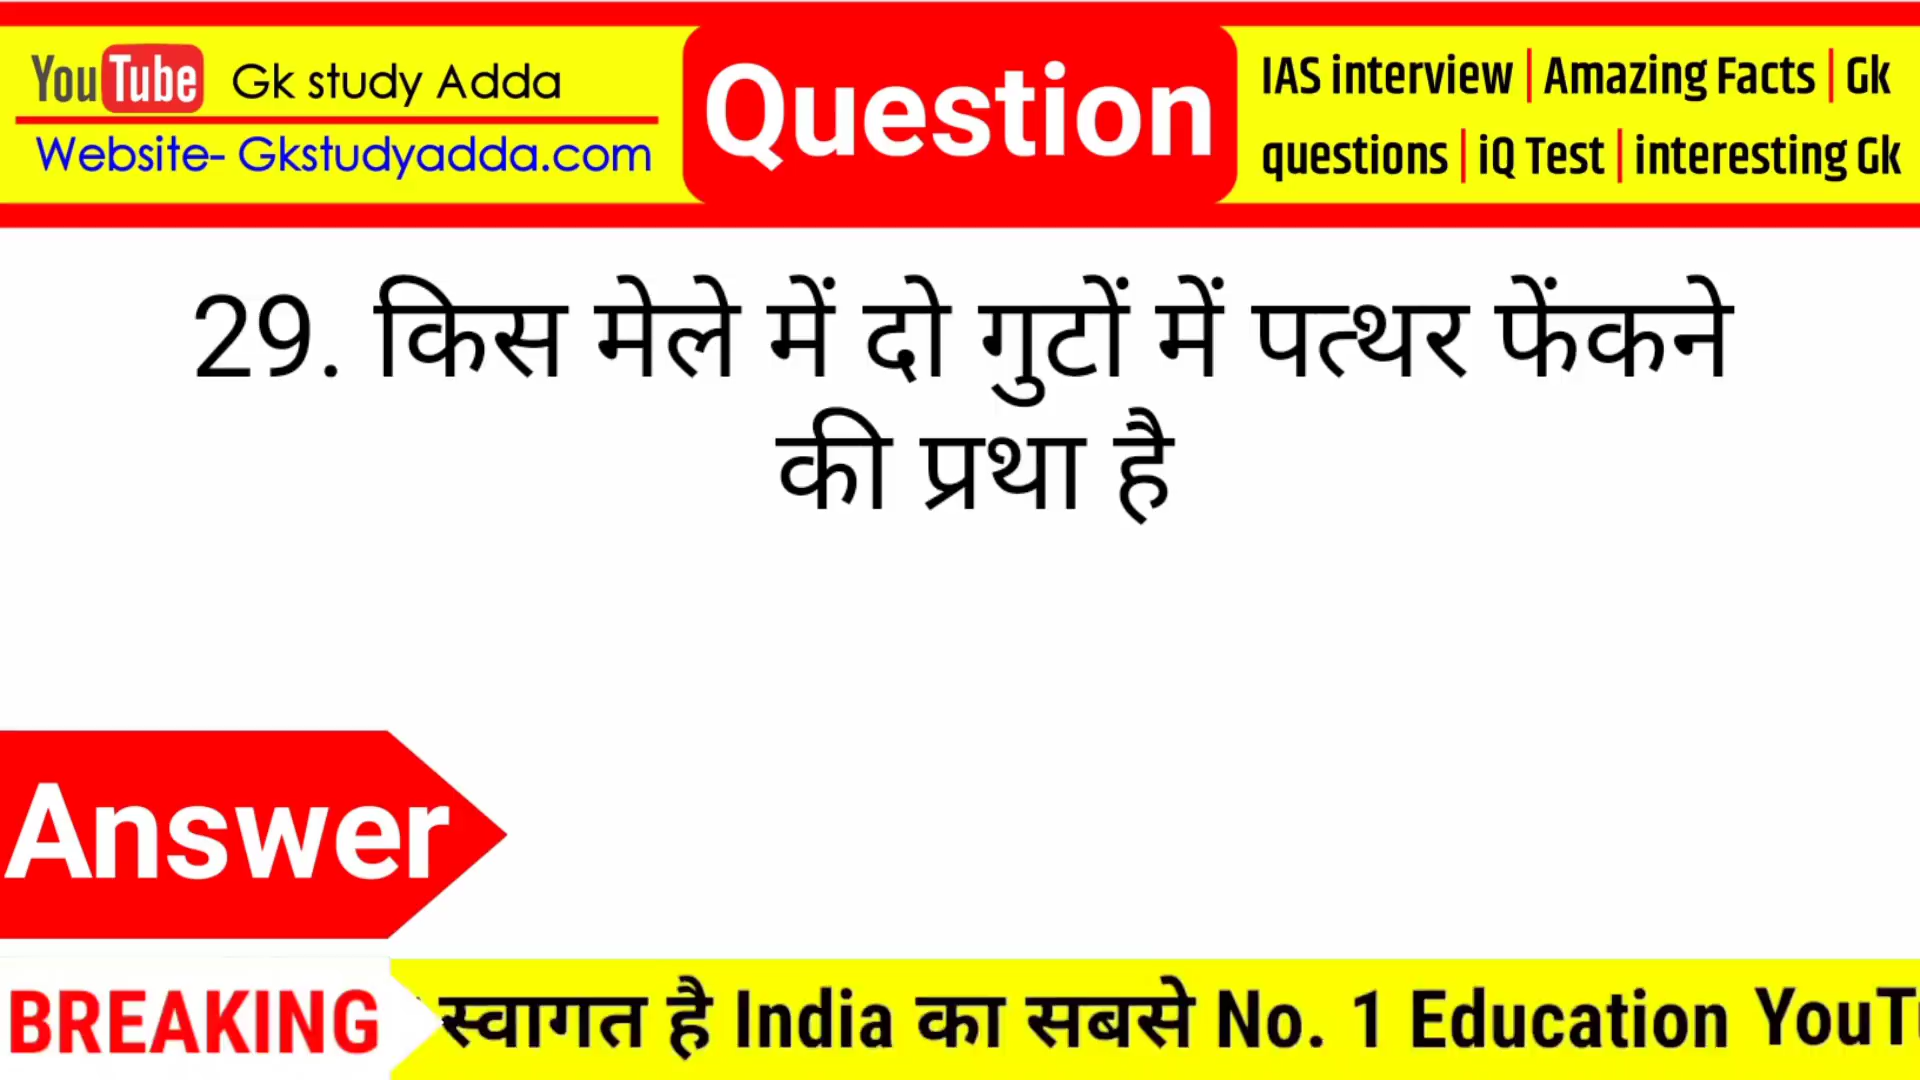 YouTube Gk study Adda
Website- Gkstudyadda.com
Question
IAS interview | Amazing Facts | Gk
questions | iQ Test | interesting Gk
29. किस मेले में दो गुटों में पत्थर फेंकने
की प्रथा है
Answer
BREAKING
स्वागत है India का सबसे No. 1 Education YouT